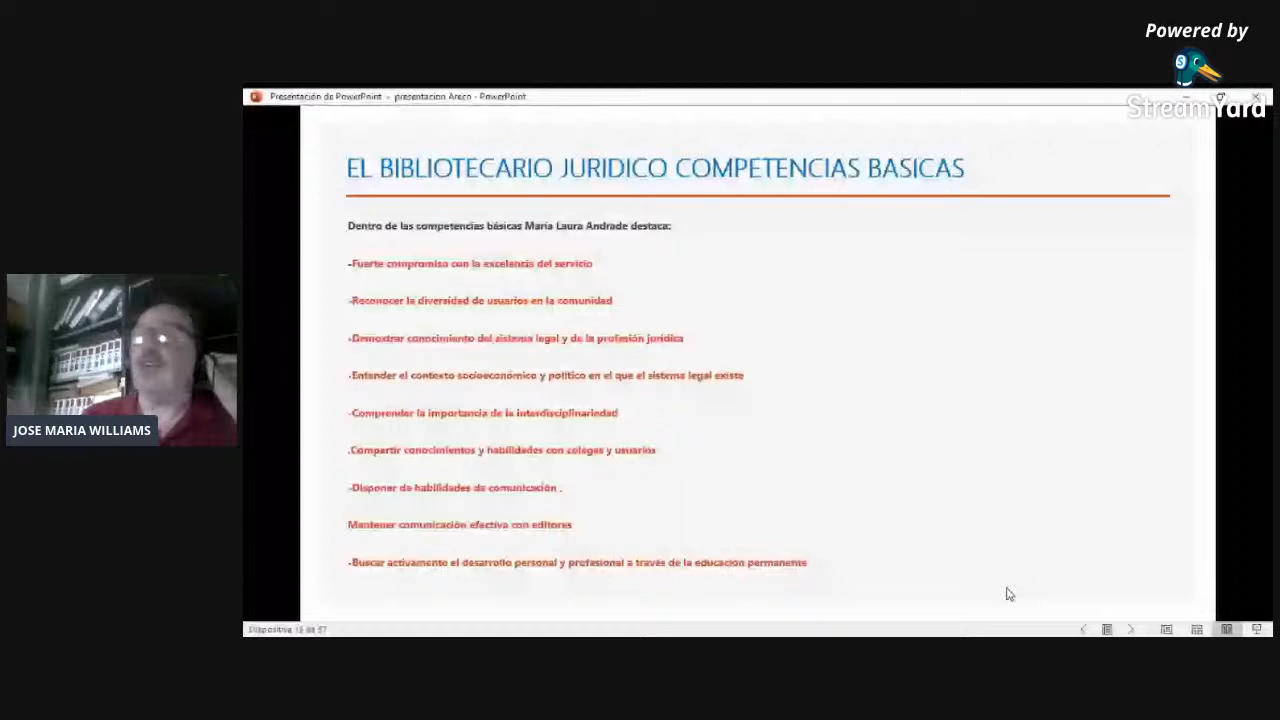 Powered by
StreamYard
Presentación de PowerPoint - presentacion Areco - PowerPoint
EL BIBLIOTECARIO JURIDICO COMPETENCIAS BASICAS
Dentro de las competencias básicas María Laura Andrade destaca:
-Fuerte compromiso con la excelencia del servicio
-Reconocer la diversidad de usuarios en la comunidad
-Demostrar conocimiento del sistema legal y de la profesión jurídica
-Entender el contexto socioeconómico y político en el que el sistema legal existe
-Comprender la importancia de la interdisciplinariedad
.Compartir conocimientos y habilidades con colegas y usuarios
-Disponer de habilidades de comunicación .
Mantener comunicación efectiva con editores
-Buscar activamente el desarrollo personal y profesional a través de la educación permanente
JOSE MARIA WILLIAMS
Diapositiva de